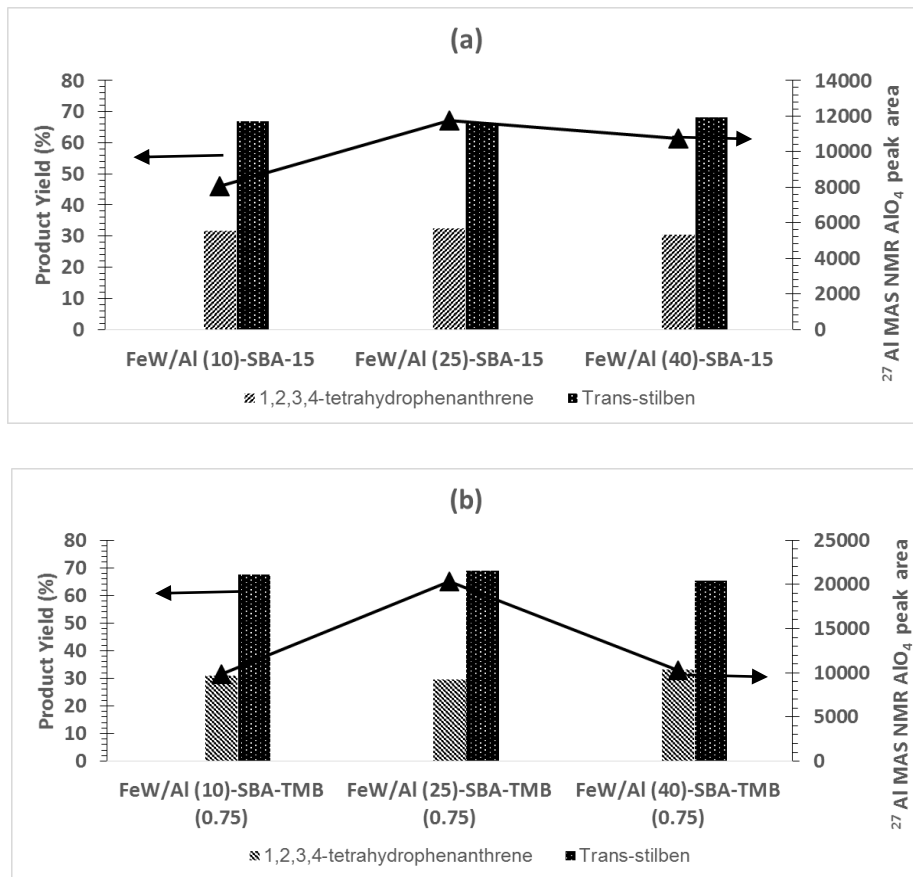 (a)
Product Yield (%)
80
70
60
50
40
30
20
10
0
14000
12000
10000
8000
6000
4000
2000
0
27 Al MAS NMR AlO4 peak area
FeW/Al (10)-SBA-15 FeW/Al (25)-SBA-15 FeW/Al (40)-SBA-15
1,2,3,4-tetrahydrophenanthrene Trans-stilben
(b)
Product Yield (%)
80
70
60
50
40
30
20
10
0
25000
20000
15000
10000
5000
0
27 Al MAS NMR AlO4 peak area
FeW/Al (10)-SBA-TMB FeW/Al (25)-SBA-TMB FeW/Al (40)-SBA-TMB
(0.75) (0.75) (0.75)
1,2,3,4-tetrahydrophenanthrene Trans-stilben